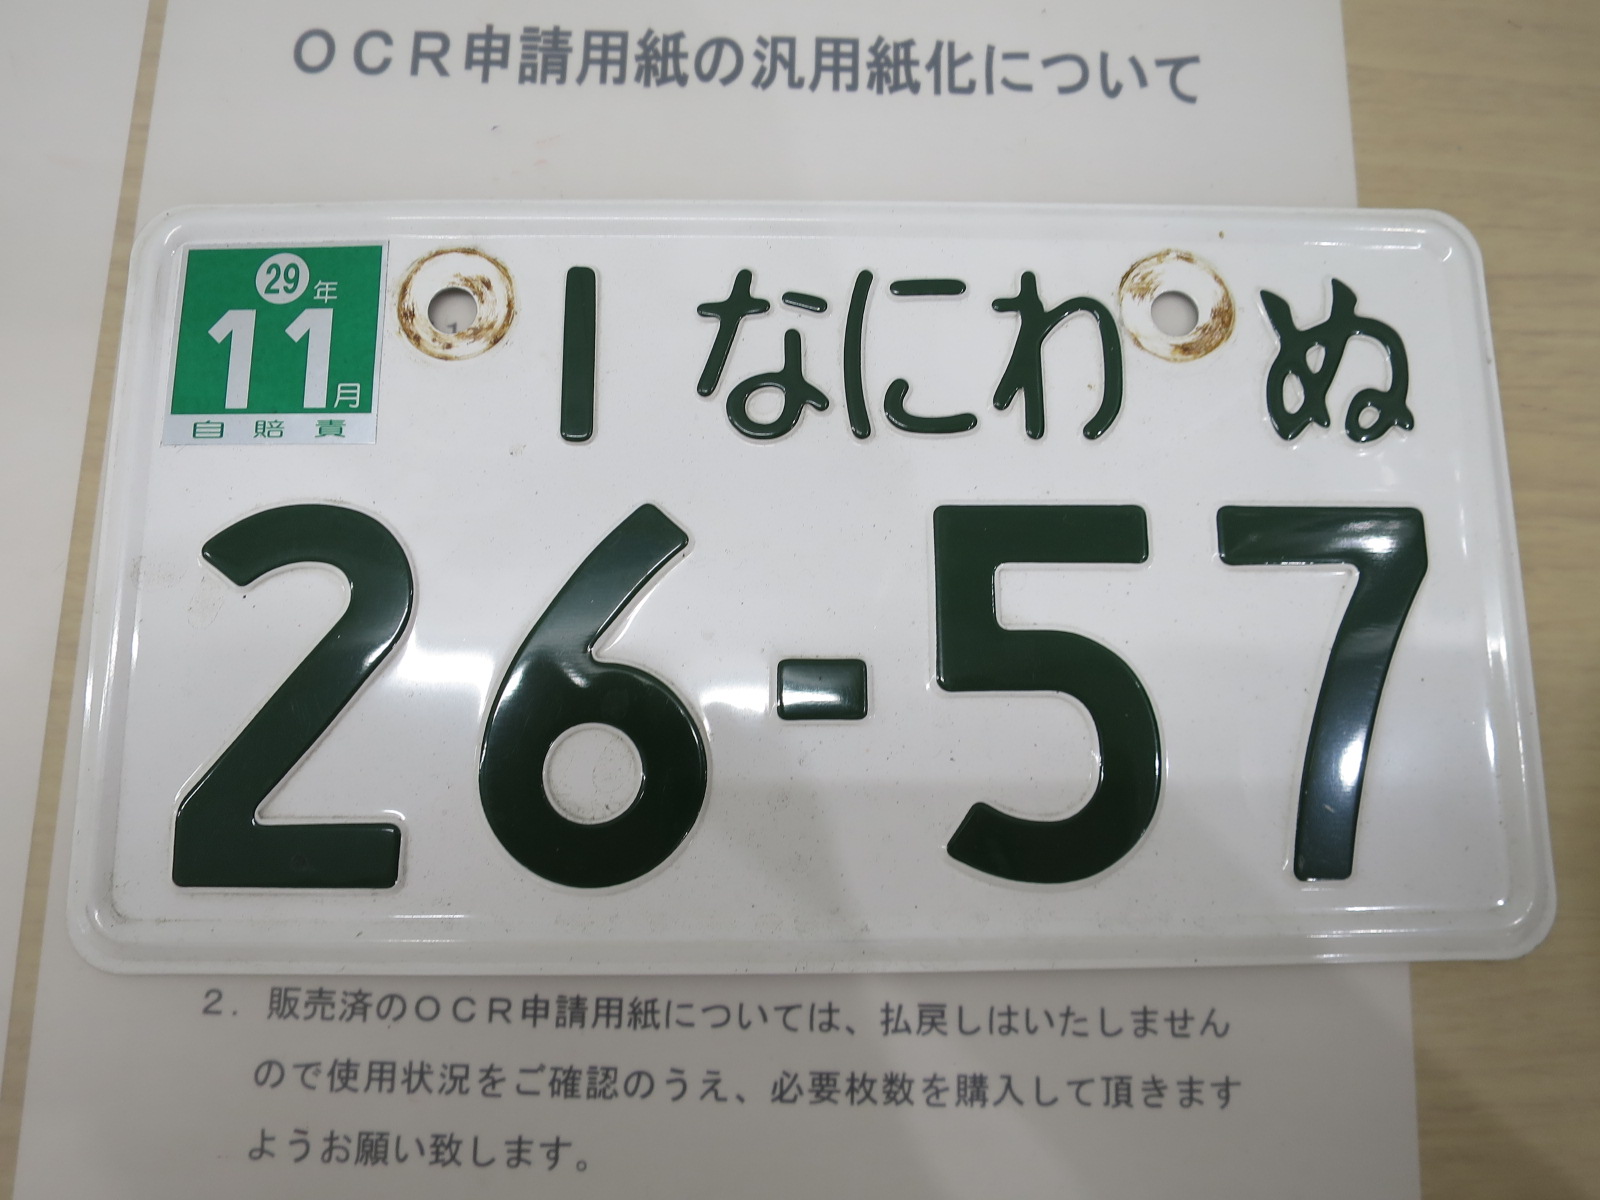 OCR申請用紙の汎用紙化について
29年
11月
自賠責
1 なにわ ぬ
26-57
2. 販売済のOCR申請用紙については、払戻しはいたしません
ので使用状況をご確認のうえ、必要枚数を購入して頂きます
ようお願い致します。